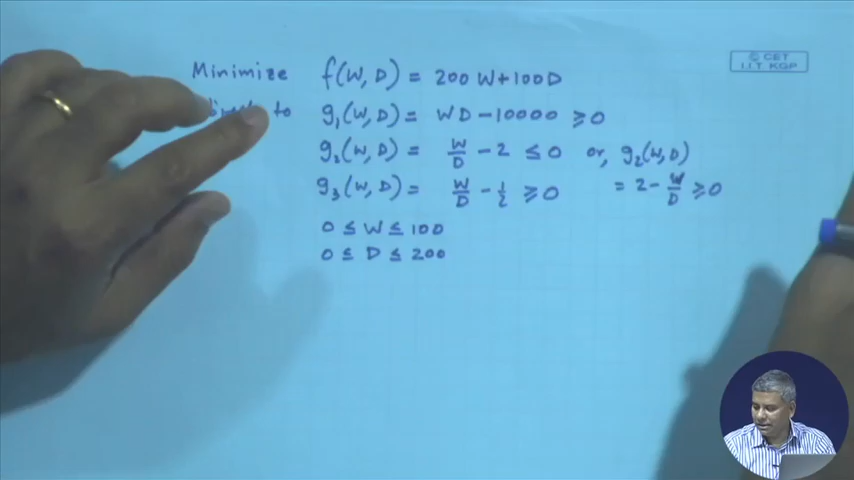 Minimize f(W, D) = 200 W + 100 D
to g₁(W, D) = WD - 10000 ≥ 0
g₂(W, D) = W/D - 2 ≤ 0 or, g₂(W, D) = 2 - W/D ≥ 0
g₃(W, D) = W/D - 1/2 ≥ 0
0 ≤ W ≤ 100
0 ≤ D ≤ 200
© CET
I.I.T. KGP